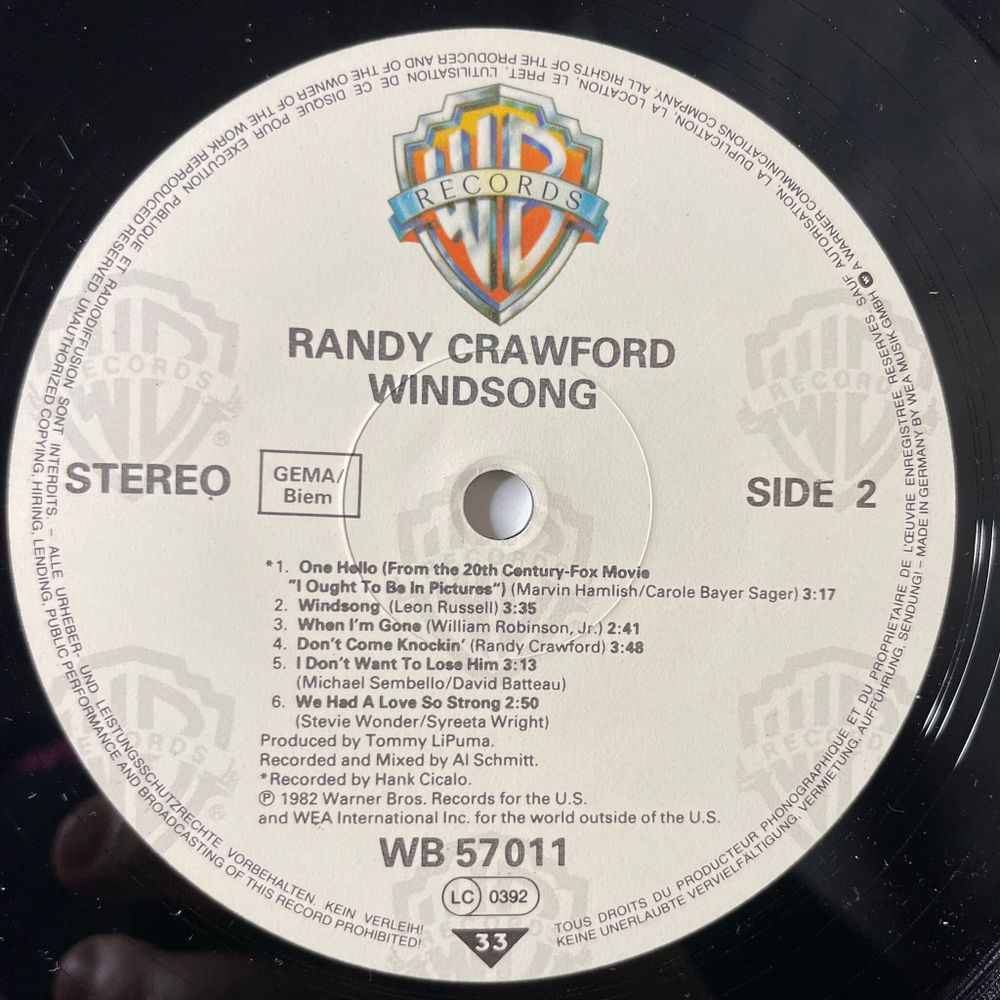 WB
RECORDS
RANDY CRAWFORD
WINDSONG
STEREO
GEMA/
Biem
SIDE 2
*1. One Hello (From the 20th Century-Fox Movie
"I Ought To Be In Pictures") (Marvin Hamlish/Carole Bayer Sager) 3:17
2. Windsong (Leon Russell) 3:35
3. When I'm Gone (William Robinson, Jr.) 2:41
4. Don't Come Knockin' (Randy Crawford) 3:48
5. I Don't Want To Lose Him 3:13
(Michael Sembello/David Batteau)
6. We Had A Love So Strong 2:50
(Stevie Wonder/Syreeta Wright)
Produced by Tommy LiPuma.
Recorded and Mixed by Al Schmitt.
*Recorded by Hank Cicalo.
℗ 1982 Warner Bros. Records for the U.S.
and WEA International Inc. for the world outside of the U.S.
WB 57011
LC 0392
33
TOUS DROITS DU PRODUCTEUR PHONOGRAPHIQUE ET DU PROPRIETAIRE DE L'ŒUVRE ENREGISTREE RESERVES. SAUF AUTORISATION, LA DUPLICATION, LA LOCATION, LE PRET, L'UTILISATION DE CE DISQUE POUR EXECUTION PUBLIQUE ET RADIODIFFUSION SONT INTERDITS. – ALLE URHEBER- UND LEISTUNGSSCHUTZRECHTE VORBEHALTEN. KEIN VERLEIH!
KEINE UNERLAUBTE VERVIELFÄLTIGUNG, VERMIETUNG, AUFFÜHRUNG, SENDUNG! – MADE IN GERMANY BY WEA MUSIK GMBH A WARNER COMMUNICATIONS COMPANY. ALL RIGHTS OF THE PRODUCER AND OF THE OWNER OF THE WORK REPRODUCED RESERVED. UNAUTHORIZED COPYING, HIRING, LENDING, PUBLIC PERFORMANCE AND BROADCASTING OF THIS RECORD PROHIBITED!